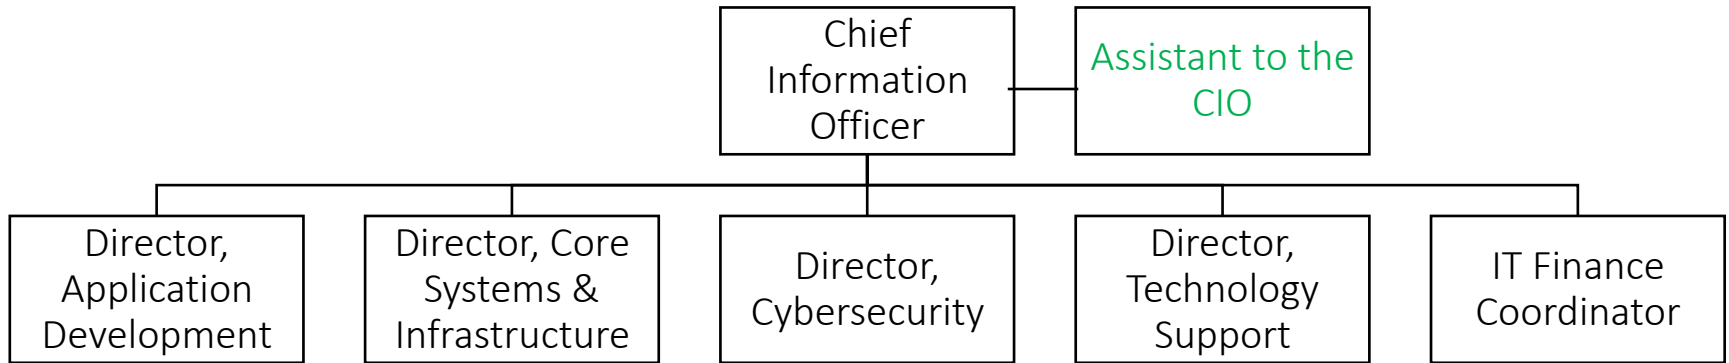 Chief
Information
Officer
Assistant to the
CIO
Director,
Application
Development
Director, Core
Systems &
Infrastructure
Director,
Cybersecurity
Director,
Technology
Support
IT Finance
Coordinator